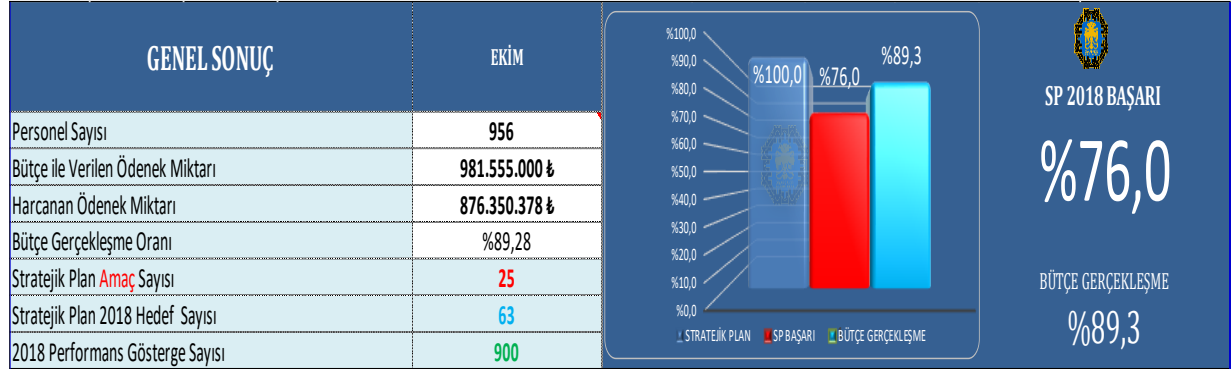 GENEL SONUÇ
EKİM
Personel Sayısı
956
Bütçe ile Verilen Ödenek Miktarı
981.555.000 ₺
Harcanan Ödenek Miktarı
876.350.378 ₺
Bütçe Gerçekleşme Oranı
%89,28
Stratejik Plan Amaç Sayısı
25
Stratejik Plan 2018 Hedef Sayısı
63
2018 Performans Gösterge Sayısı
900
%100,0
%90,0
%80,0
%70,0
%60,0
%50,0
%40,0
%30,0
%20,0
%10,0
%0,0
%100,0
%76,0
%89,3
STRATEJİK PLAN
SP BAŞARI
BÜTÇE GERÇEKLEŞME
SP 2018 BAŞARI
%76,0
BÜTÇE GERÇEKLEŞME
%89,3